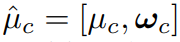 μ̂_c = [μ_c, ω_c]